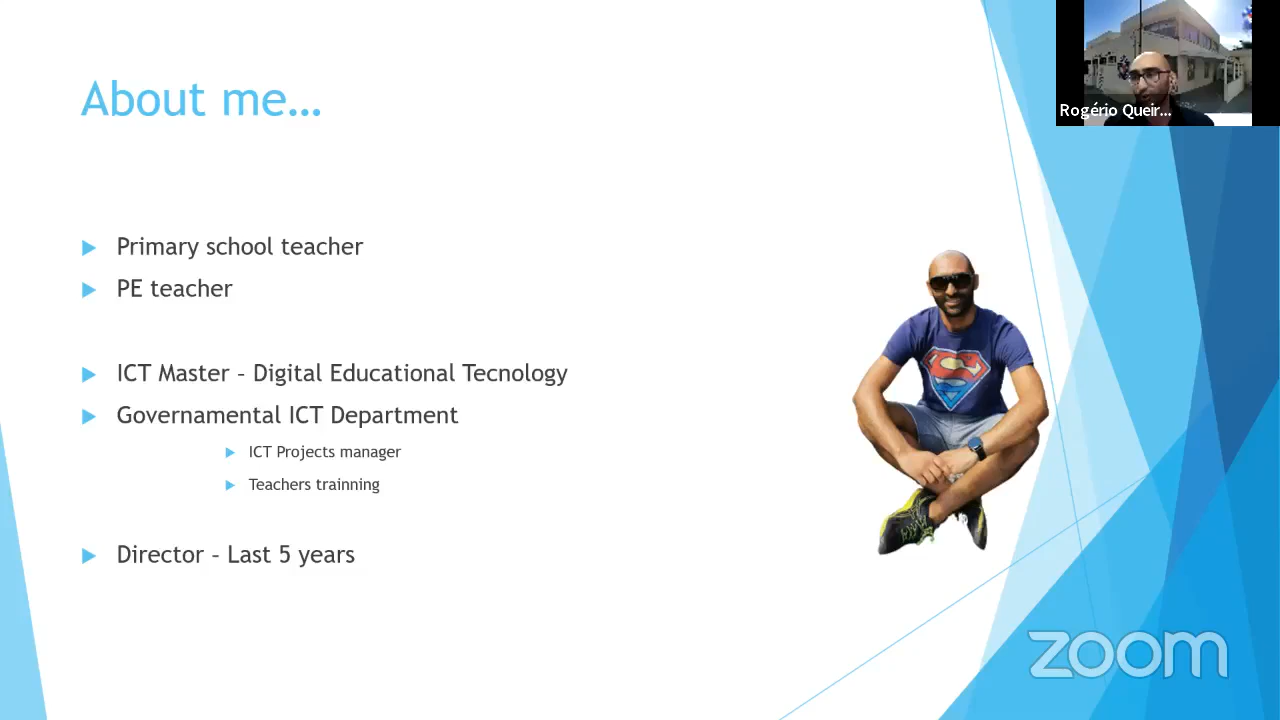 About me...
Rogério Queir...
Primary school teacher
PE teacher
ICT Master – Digital Educational Tecnology
Governamental ICT Department
ICT Projects manager
Teachers trainning
Director – Last 5 years
zoom